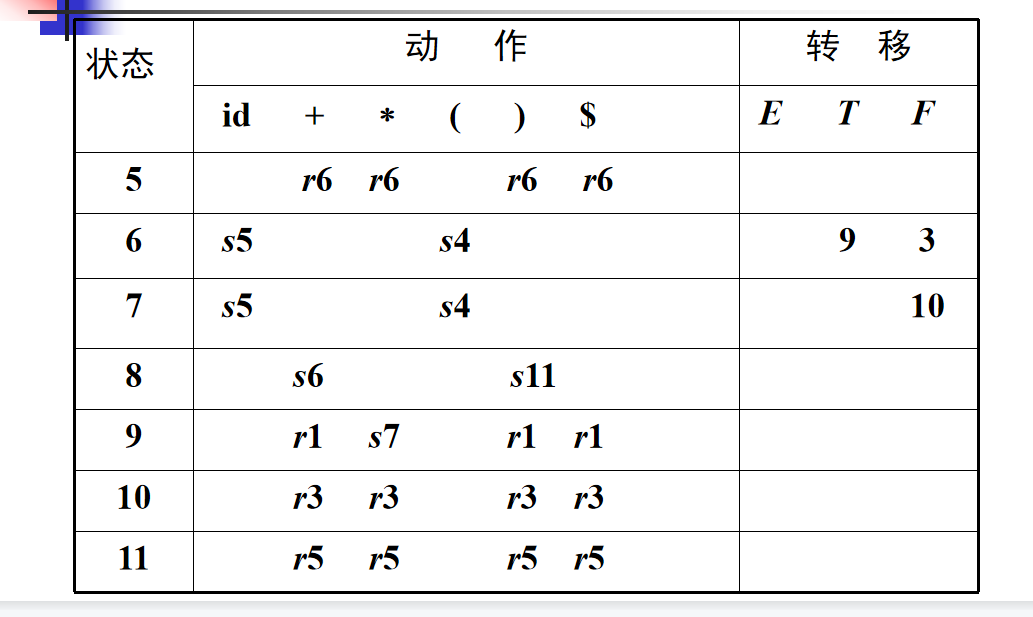 状态 动 作 转 移
id + * ( ) $ E T F
5 r6 r6 r6 r6
6 s5 s4 9 3
7 s5 s4 10
8 s6 s11
9 r1 s7 r1 r1
10 r3 r3 r3 r3
11 r5 r5 r5 r5